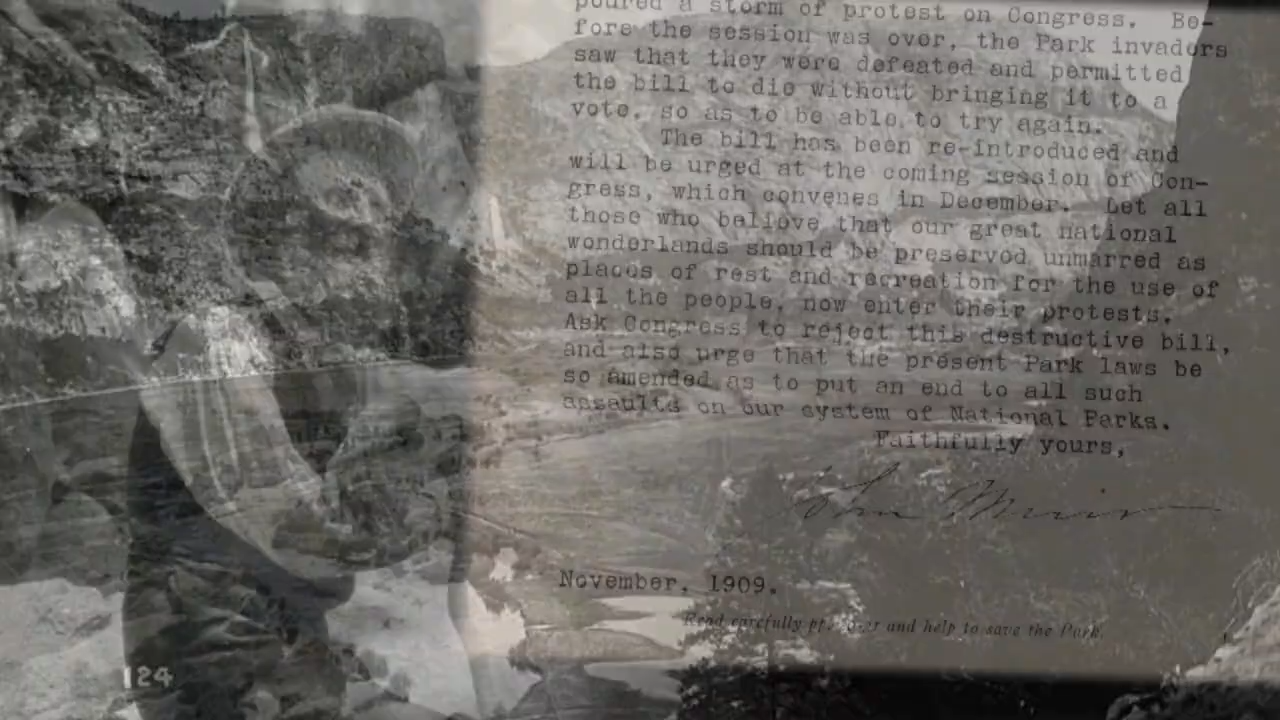 poured a storm of protest on Congress. Be-
fore the session was over, the Park invaders
saw that they were defeated and permitted
the bill to die without bringing it to a
vote, so as to be able to try again.
The bill has been re-introduced and
will be urged at the coming session of Con-
gress, which convenes in December. Let all
those who believe that our great national
wonderlands should be preserved unmarred as
places of rest and recreation for the use of
all the people, now enter their protests.
Ask Congress to reject this destructive bill,
and also urge that the present Park laws be
so amended as to put an end to all such
assaults on our system of National Parks.
Faithfully yours,
John Muir
November, 1909.
Read carefully and help to save the Park.
124